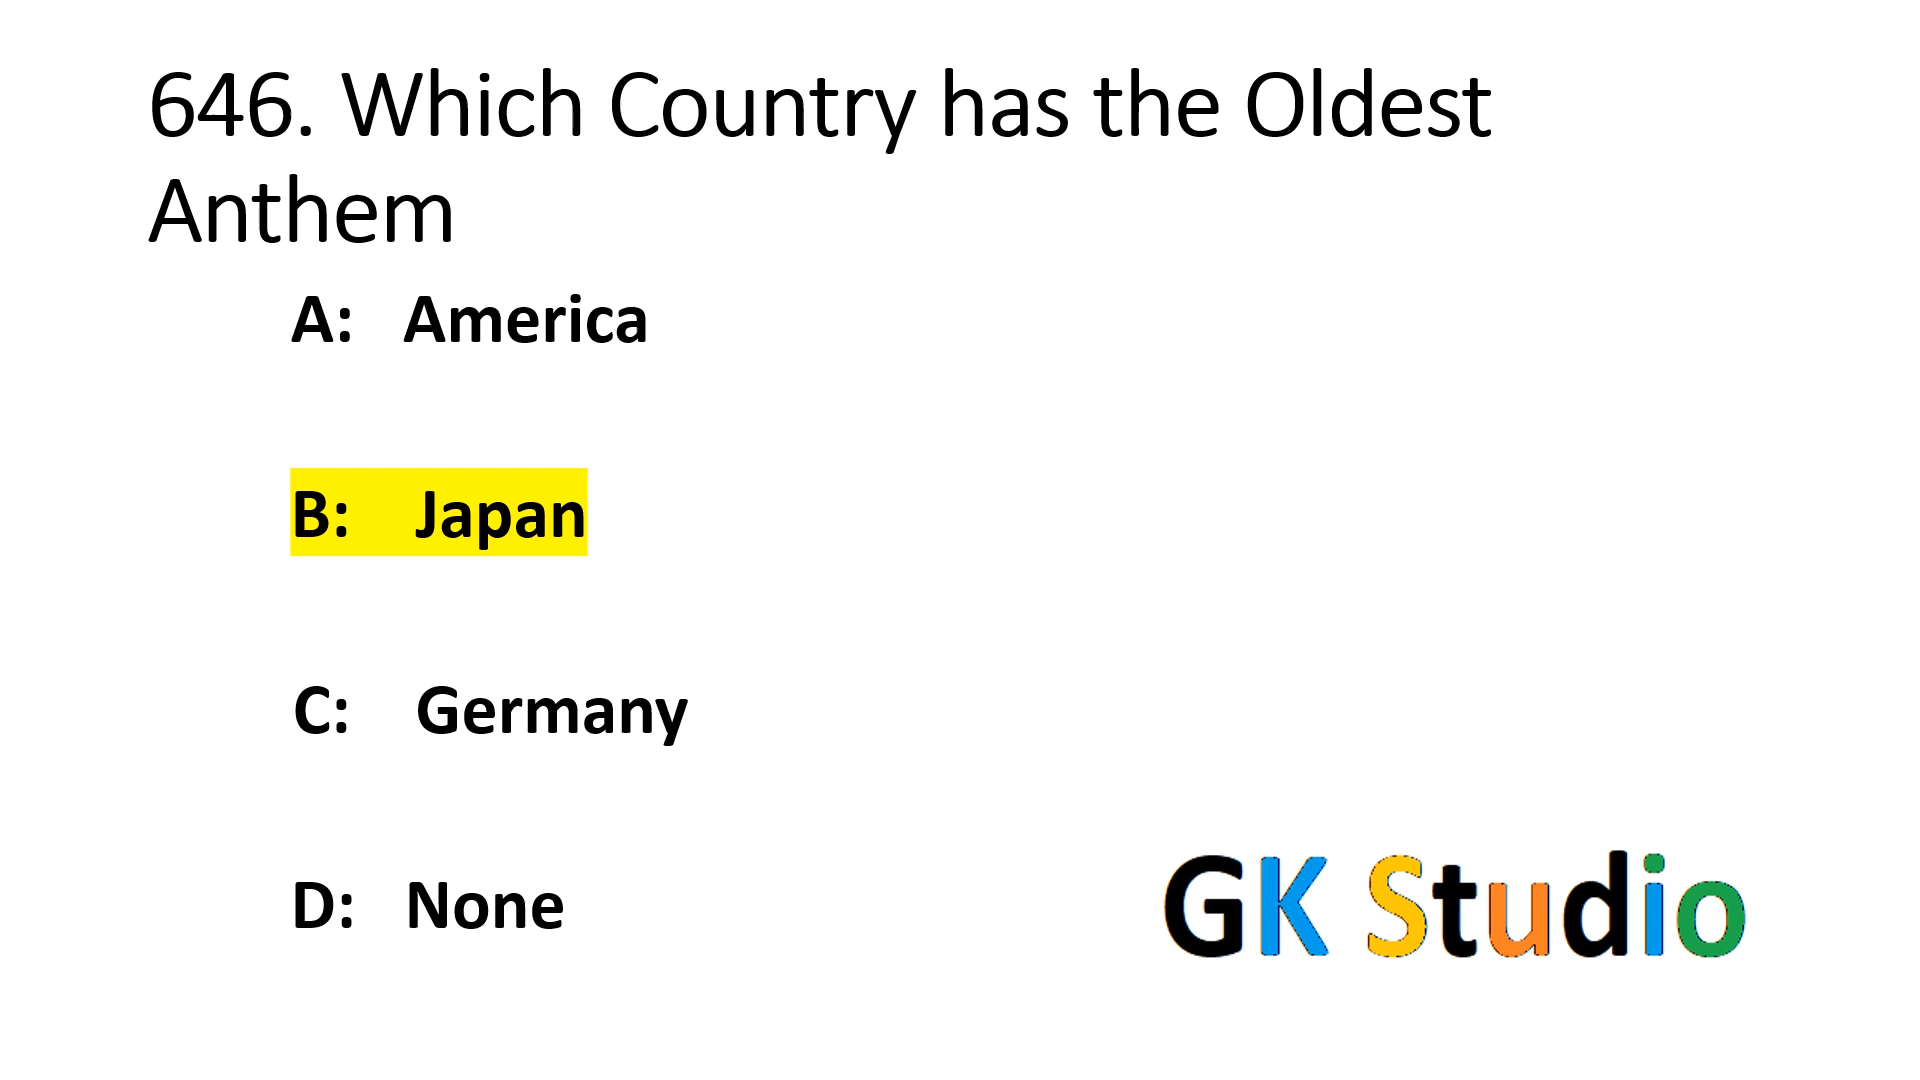 646. Which Country has the Oldest
Anthem
A: America
B: Japan
C: Germany
D: None
GK Studio